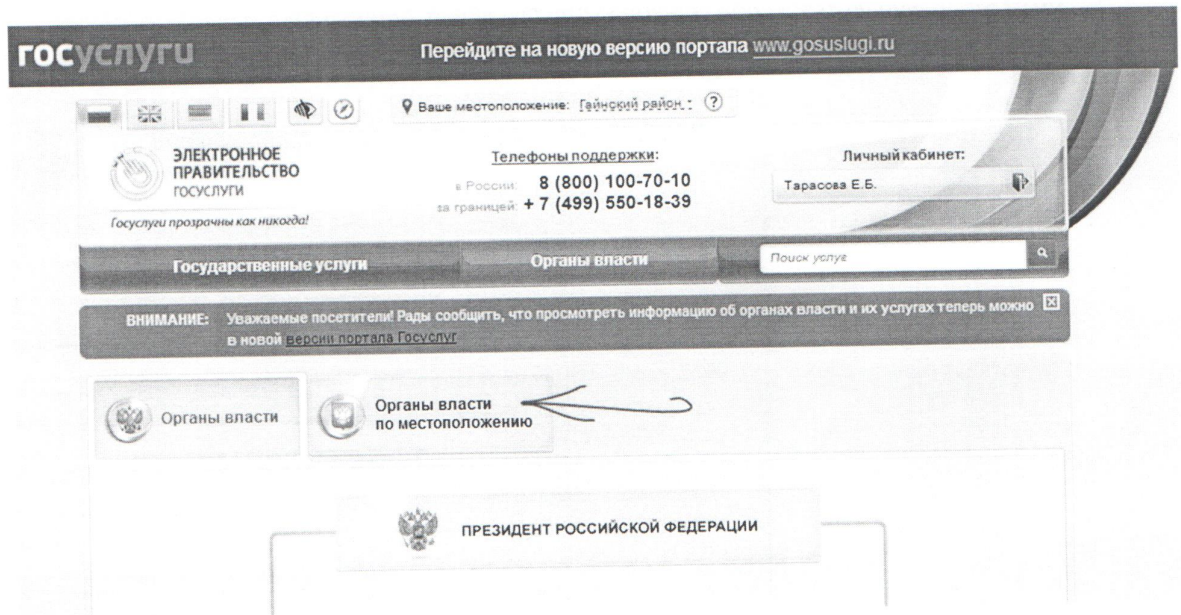 госуслуги
Перейдите на новую версию портала www.gosuslugi.ru
Ваше местоположение: Гайнский район ?
ЭЛЕКТРОННОЕ
ПРАВИТЕЛЬСТВО
ГОСУСЛУГИ
Госуслуги прозрачны как никогда!
Телефоны поддержки:
в России: 8 (800) 100-70-10
за границей: + 7 (499) 550-18-39
Личный кабинет:
Тарасова Е.Б.
Государственные услуги
Органы власти
Поиск услуг
ВНИМАНИЕ: Уважаемые посетители! Рады сообщить, что просмотреть информацию об органах власти и их услугах теперь можно
в новой версии портала Госуслуг
Органы власти
Органы власти
по местоположению
ПРЕЗИДЕНТ РОССИЙСКОЙ ФЕДЕРАЦИИ